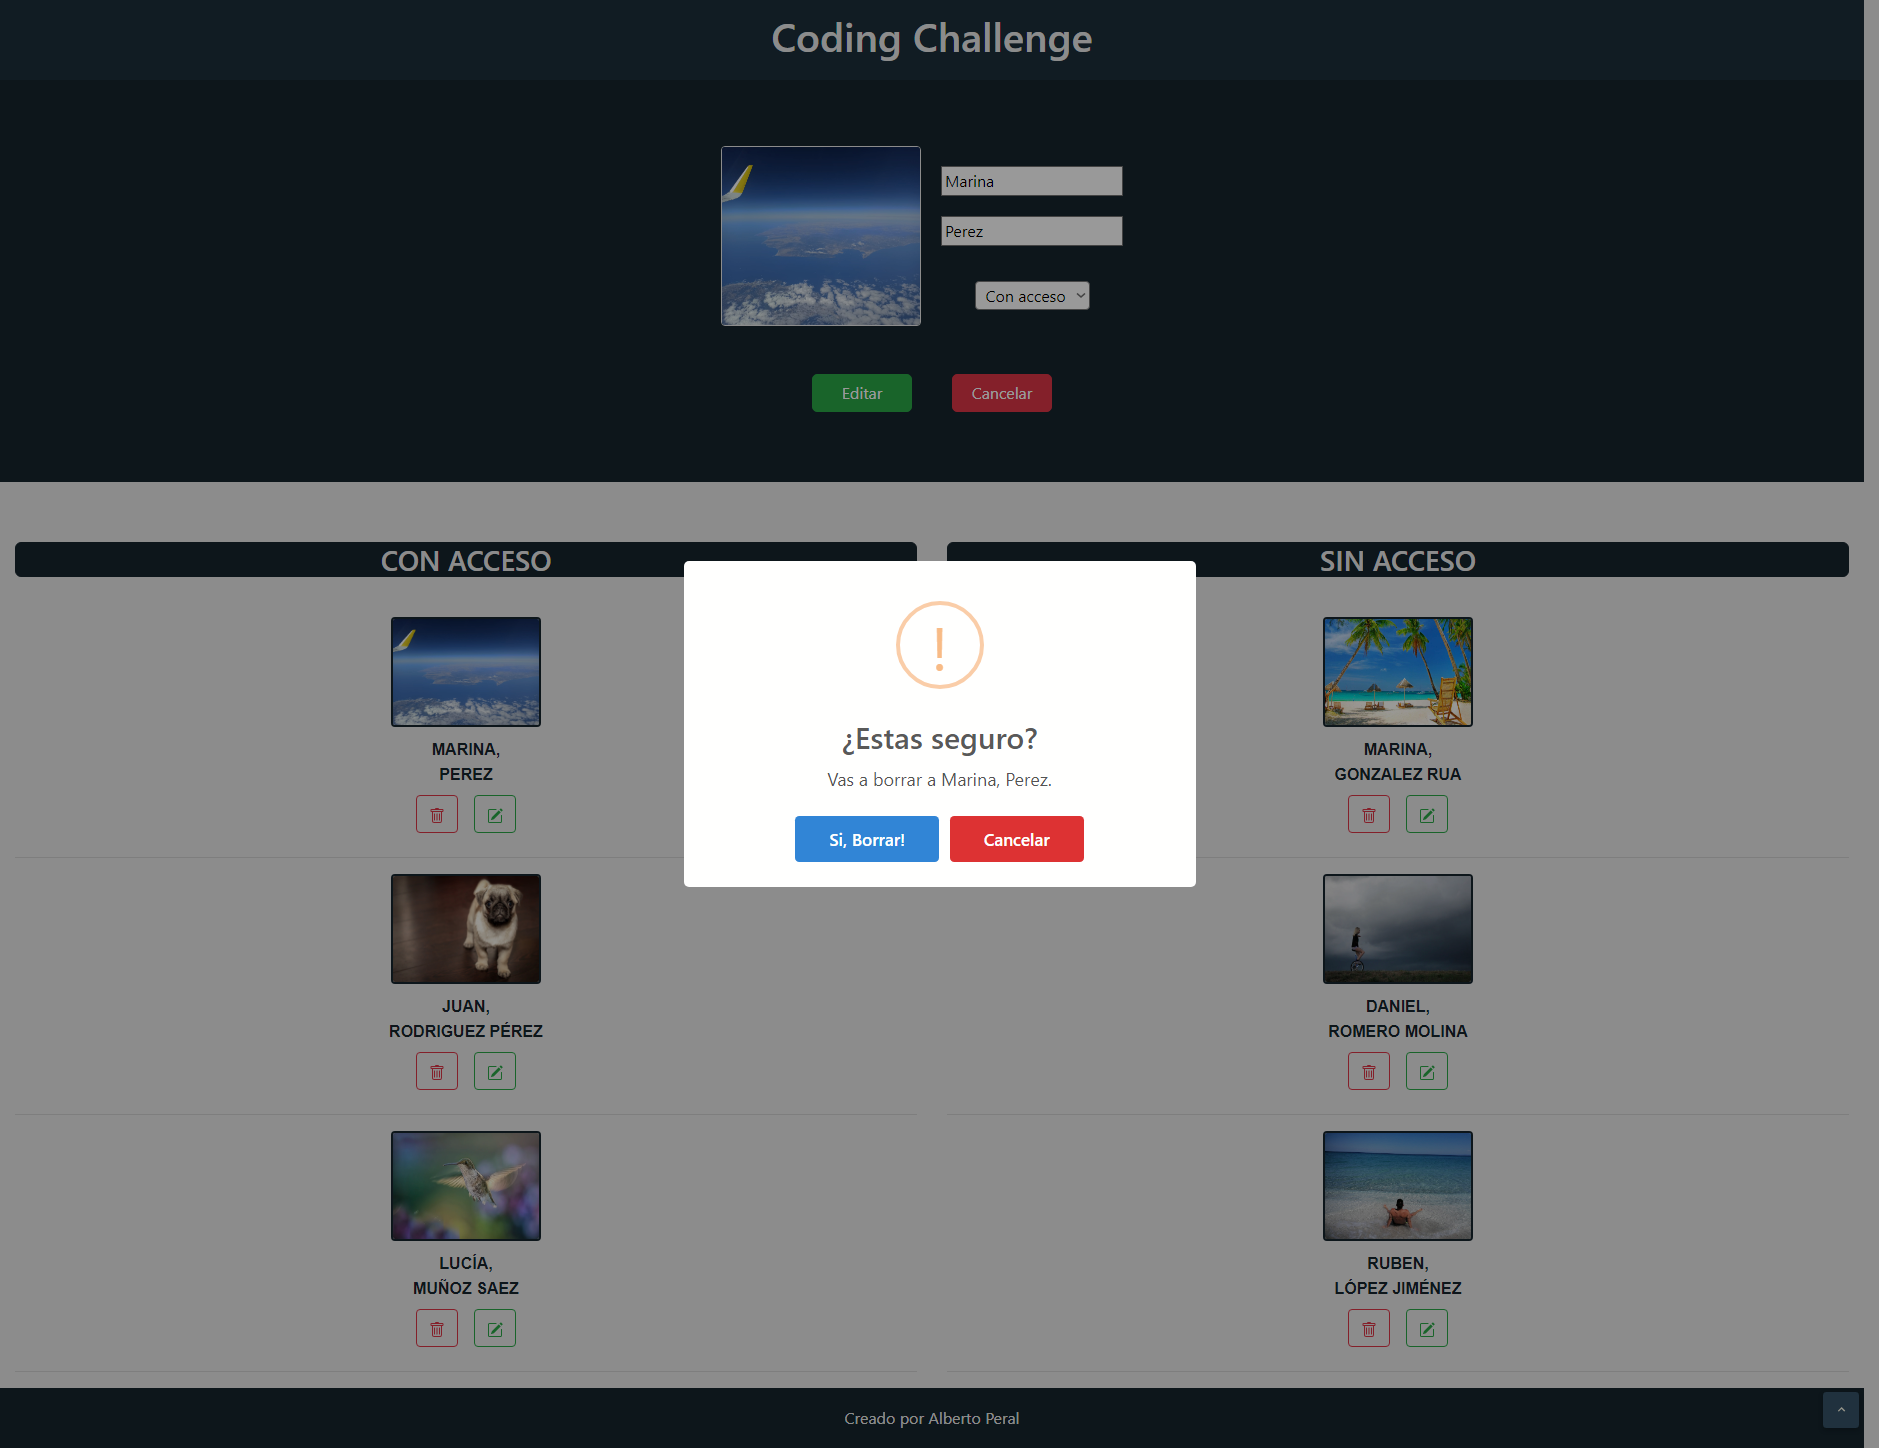 Coding Challenge
Marina
Perez
Con acceso
Editar
Cancelar
CON ACCESO
SIN ACCESO
MARINA,
PEREZ
JUAN,
RODRIGUEZ PÉREZ
LUCÍA,
MUÑOZ SAEZ
¿Estas seguro?
Vas a borrar a Marina, Perez.
Si, Borrar!
Cancelar
MARINA,
GONZALEZ RUA
DANIEL,
ROMERO MOLINA
RUBEN,
LÓPEZ JIMÉNEZ
Creado por Alberto Peral